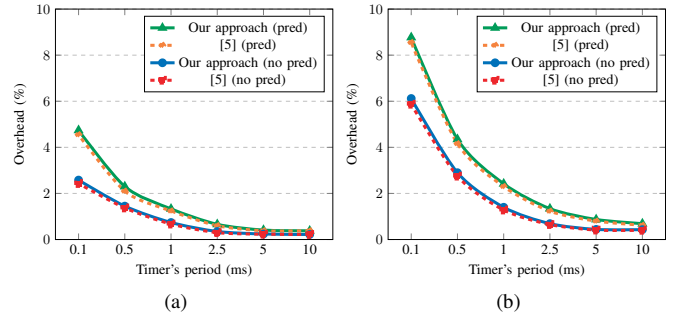 10
8
6
4
2
0
Overhead (%)
Our approach (pred)
[5] (pred)
Our approach (no pred)
[5] (no pred)
0.1 0.5 1 2.5 5 10
Timer's period (ms)
(a)
10
8
6
4
2
0
Overhead (%)
Our approach (pred)
[5] (pred)
Our approach (no pred)
[5] (no pred)
0.1 0.5 1 2.5 5 10
Timer's period (ms)
(b)